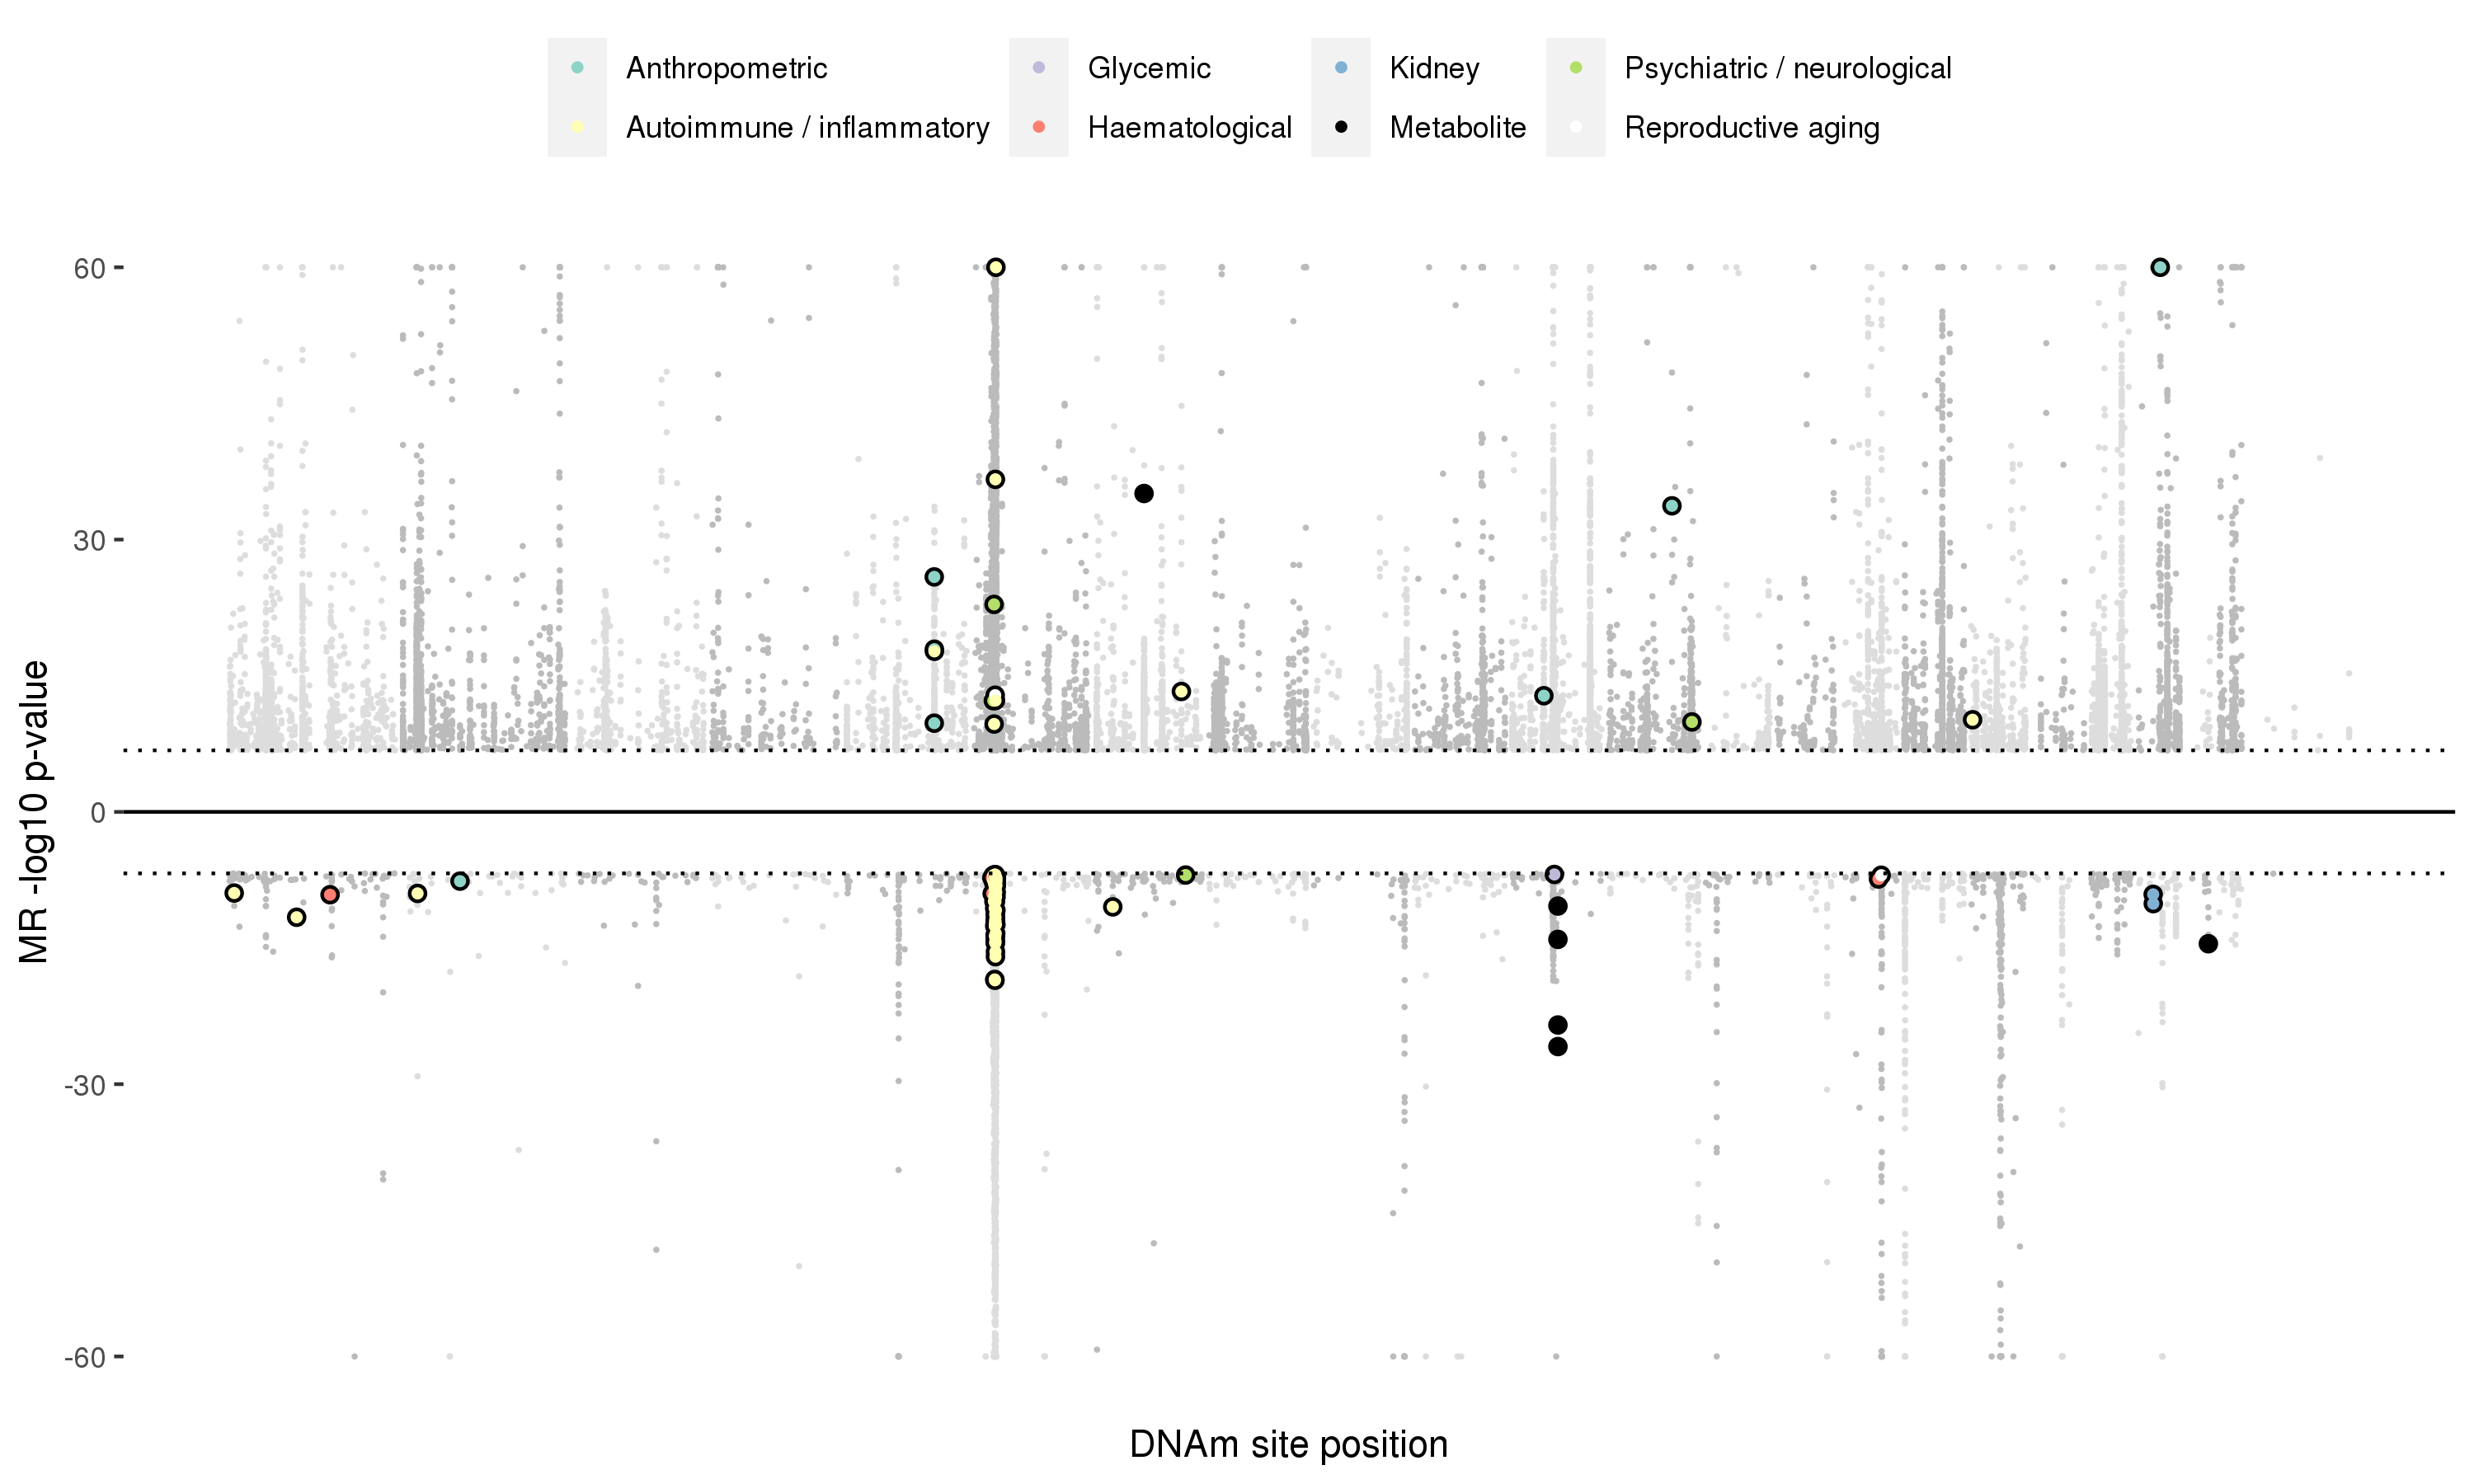 Anthropometric Glycemic Kidney Psychiatric / neurological
Autoimmune / inflammatory Haematological Metabolite Reproductive aging
60
30
0
-30
-60
MR -log10 p-value
DNAm site position